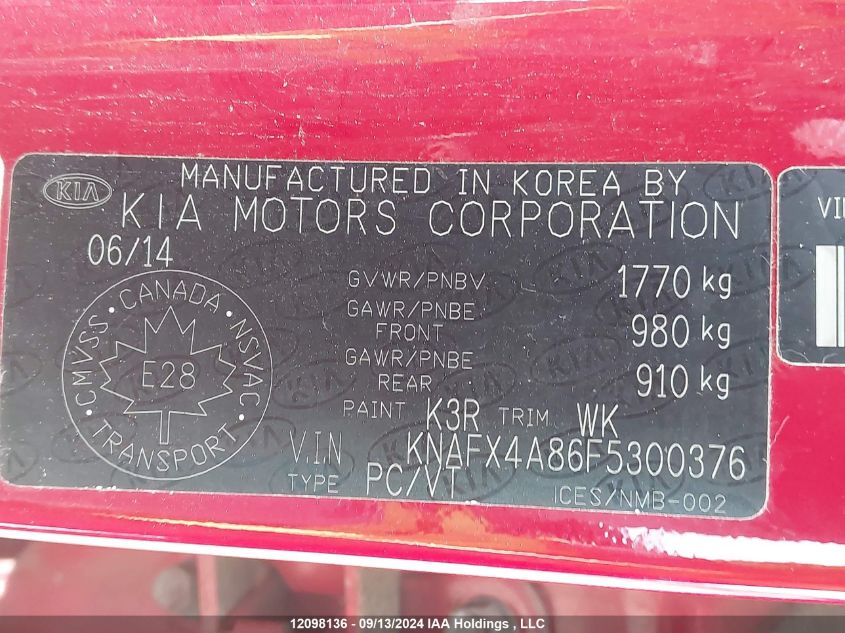 KIA
MANUFACTURED IN KOREA BY
KIA MOTORS CORPORATION
06/14
GVWR/PNBV 1770 kg
GAWR/PNBE
FRONT 980 kg
GAWR/PNBE
REAR 910 kg
PAINT K3R TRIM WK
V.I.N KNAFX4A86F5300376
TYPE PC/VT
ICES/NMB-002
CANADA
CMVSS · NSVAC
E28
TRANSPORT
12098136 - 09/13/2024 IAA Holdings , LLC